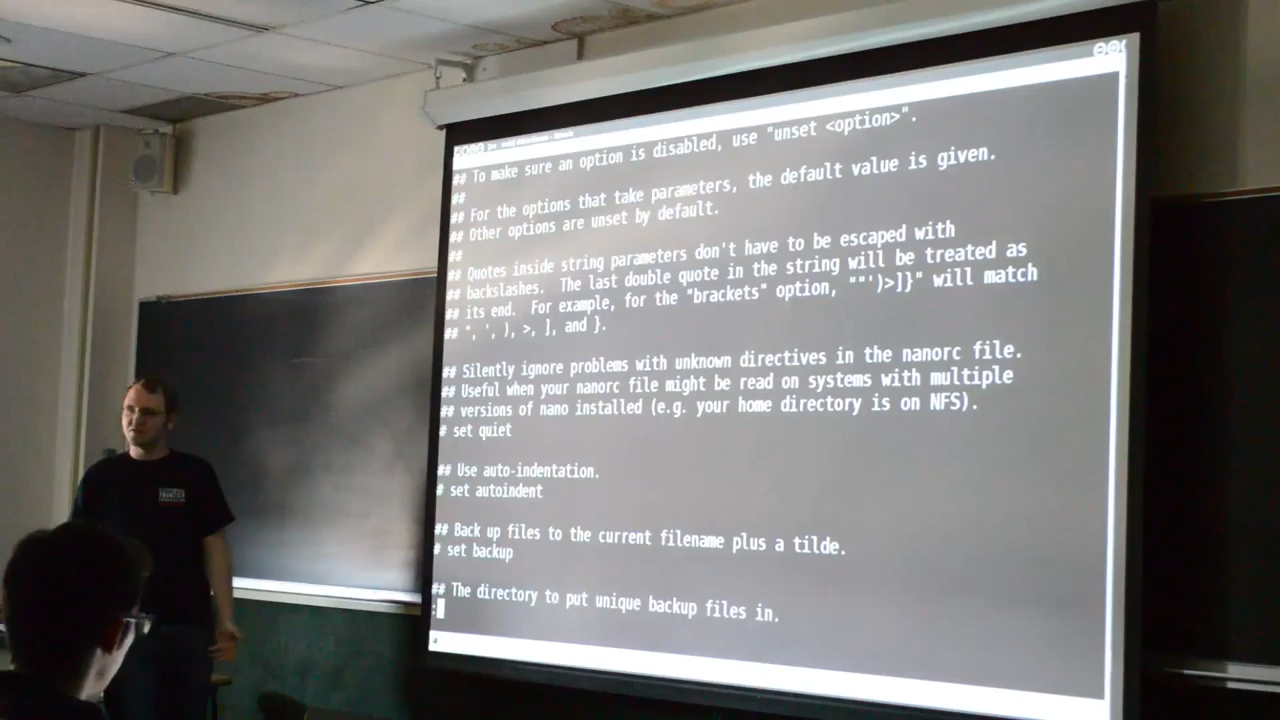 ## To make sure an option is disabled, use "unset <option>".
##
## For the options that take parameters, the default value is given.
## Other options are unset by default.
##
## Quotes inside string parameters don't have to be escaped with
## backslashes.  The last double quote in the string will be treated as
## its end.  For example, for the "brackets" option, ""')>]}" will match
## ", ', ), >, ], and }.
## Silently ignore problems with unknown directives in the nanorc file.
## Useful when your nanorc file might be read on systems with multiple
## versions of nano installed (e.g. your home directory is on NFS).
# set quiet
## Use auto-indentation.
# set autoindent
## Back up files to the current filename plus a tilde.
# set backup
## The directory to put unique backup files in.
:
FRONTIER